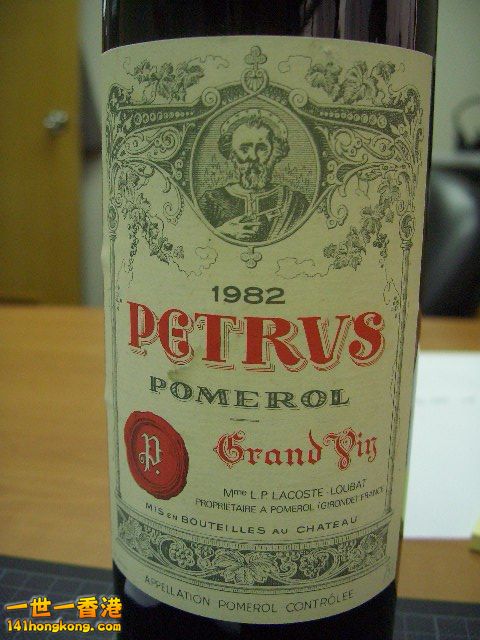 1982
PETRVS
POMEROL
Grand Vin
P.
Mme L.P. LACOSTE-LOUBAT
PROPRIÉTAIRE A POMEROL (GIRONDE) FRANCE
MIS EN BOUTEILLES AU CHATEAU
APPELLATION POMEROL CONTRÔLÉE
一世一香港
141hongkong.com